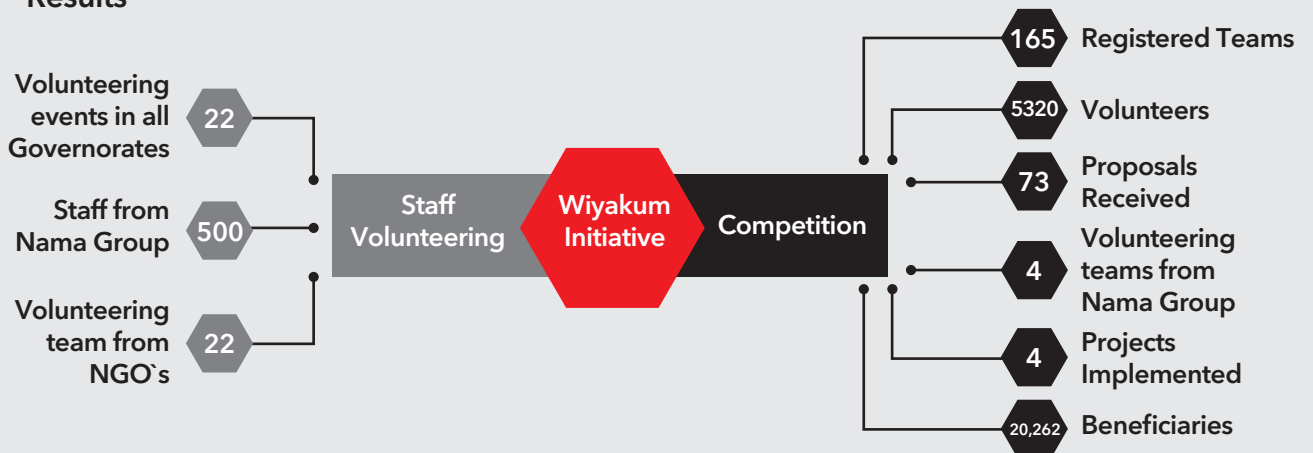 Results
Volunteering
events in all
Governorates
22
Staff from
Nama Group
500
Volunteering
team from
NGO`s
22
Staff
Volunteering
Wiyakum
Initiative
Competition
165
Registered Teams
5320
Volunteers
73
Proposals
Received
4
Volunteering
teams from
Nama Group
4
Projects
Implemented
20,262
Beneficiaries